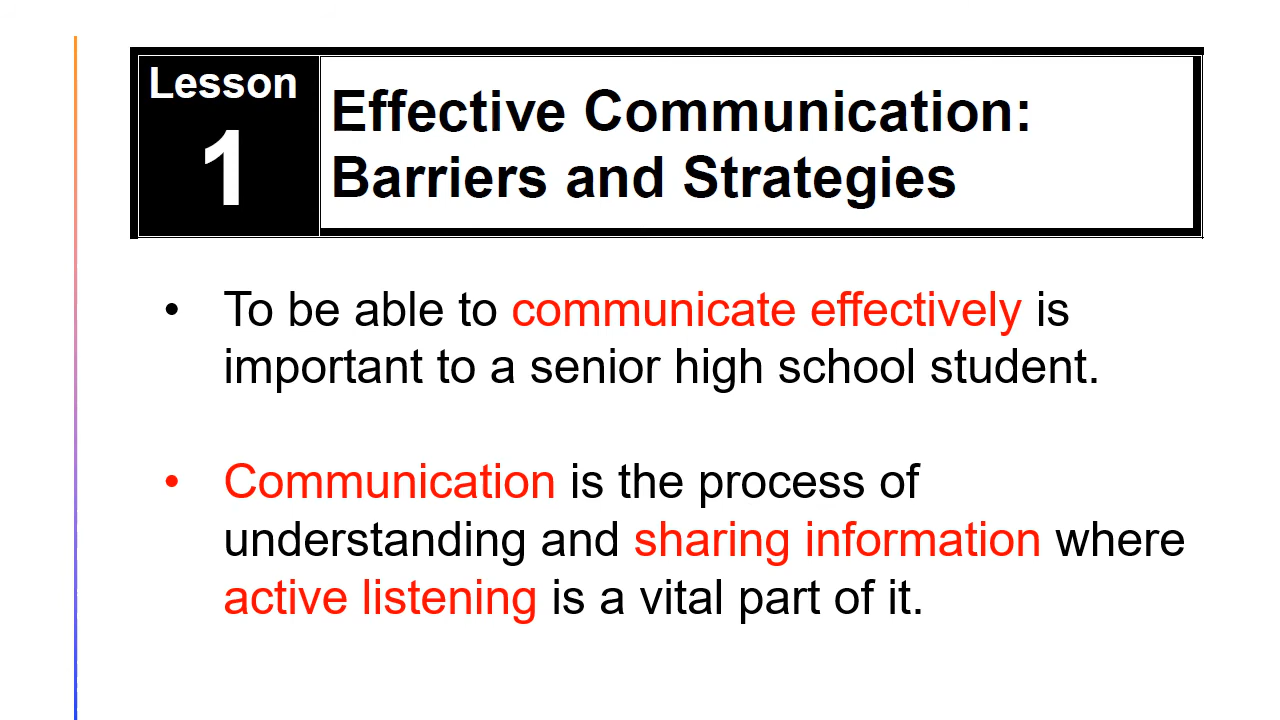 Lesson
1
Effective Communication:
Barriers and Strategies
• To be able to communicate effectively is
important to a senior high school student.
• Communication is the process of
understanding and sharing information where
active listening is a vital part of it.